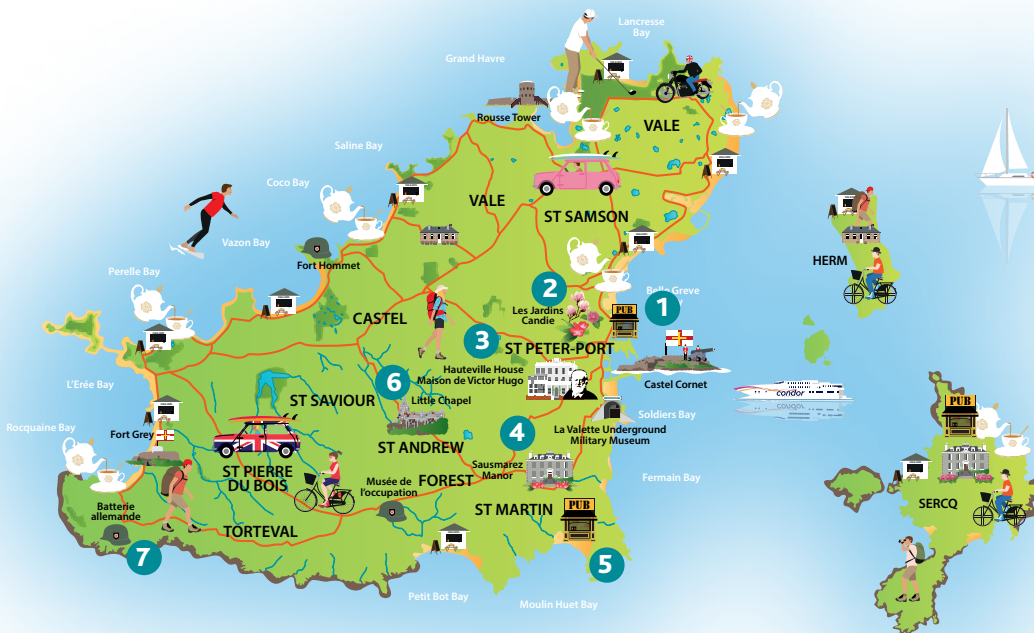 Lancresse
Bay
Grand Havre
Rousse Tower
VALE
Saline Bay
Coco Bay
VALE
ST SAMSON
Vazon Bay
Fort Hommet
HERM
Perelle Bay
2
Les Jardins
Candie
Belle Greve
1
PUB
CASTEL
3
ST PETER-PORT
Hauteville House
Maison de Victor Hugo
Castel Cornet
condor
L'Erée Bay
6
Little Chapel
ST SAVIOUR
Soldiers Bay
La Valette Underground
Military Museum
PUB
Rocquaine Bay
Fort Grey
4
ST ANDREW
Sausmarez
Manor
Fermain Bay
ST PIERRE
DU BOIS
Musée de
l'occupation
FOREST
SERCQ
Batterie
allemande
ST MARTIN
PUB
TORTEVAL
7
5
Petit Bot Bay
Moulin Huet Bay